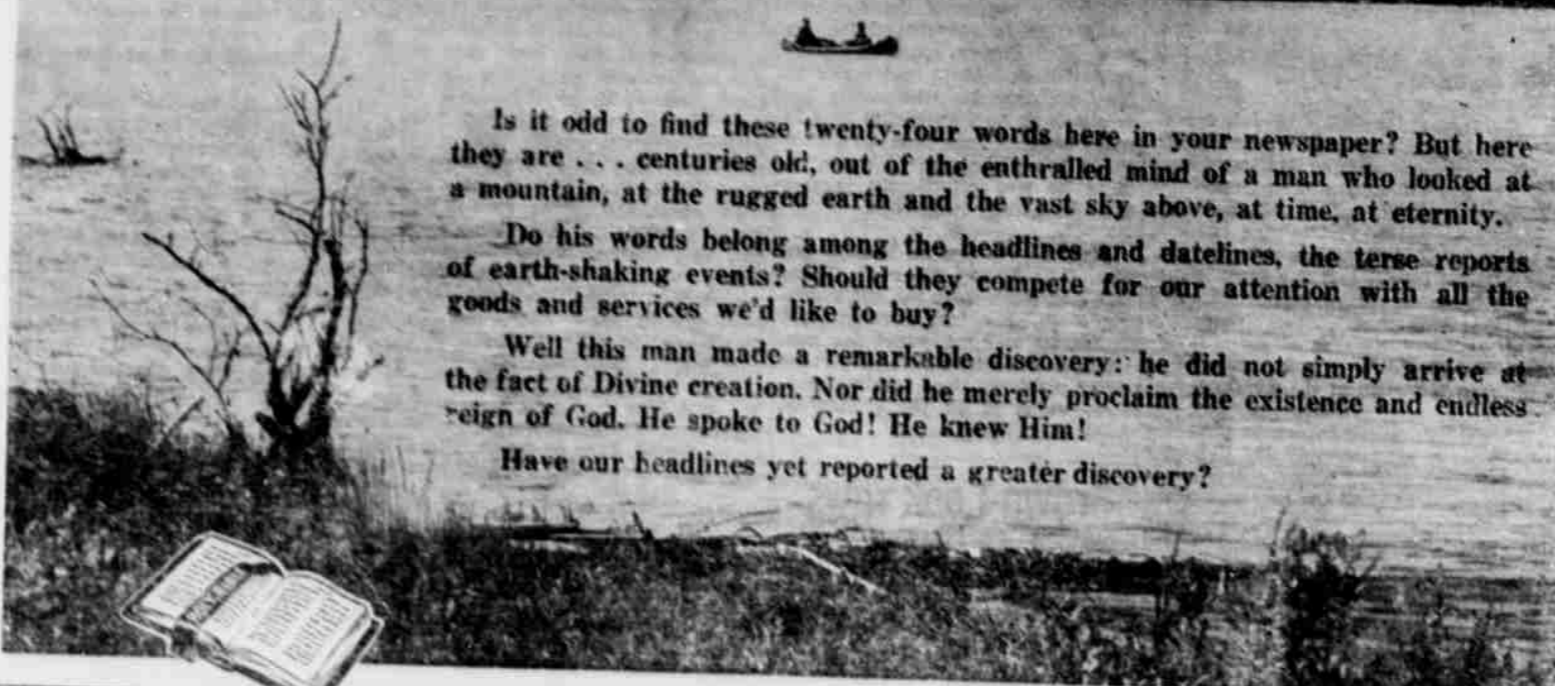 Is it odd to find these twenty-four words here in your newspaper? But here
they are . . . centuries old, out of the enthralled mind of a man who looked at
a mountain, at the rugged earth and the vast sky above, at time, at eternity.
Do his words belong among the headlines and datelines, the terse reports
of earth-shaking events? Should they compete for our attention with all the
goods and services we'd like to buy?
Well this man made a remarkable discovery: he did not simply arrive at
the fact of Divine creation. Nor did he merely proclaim the existence and endless
reign of God. He spoke to God! He knew Him!
Have our headlines yet reported a greater discovery?